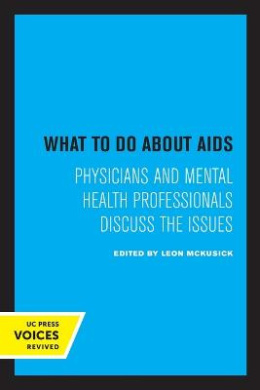 WHAT TO DO ABOUT AIDS
PHYSICIANS AND MENTAL
HEALTH PROFESSIONALS
DISCUSS THE ISSUES
EDITED BY LEON MCKUSICK
UC PRESS
VOICES
REVIVED